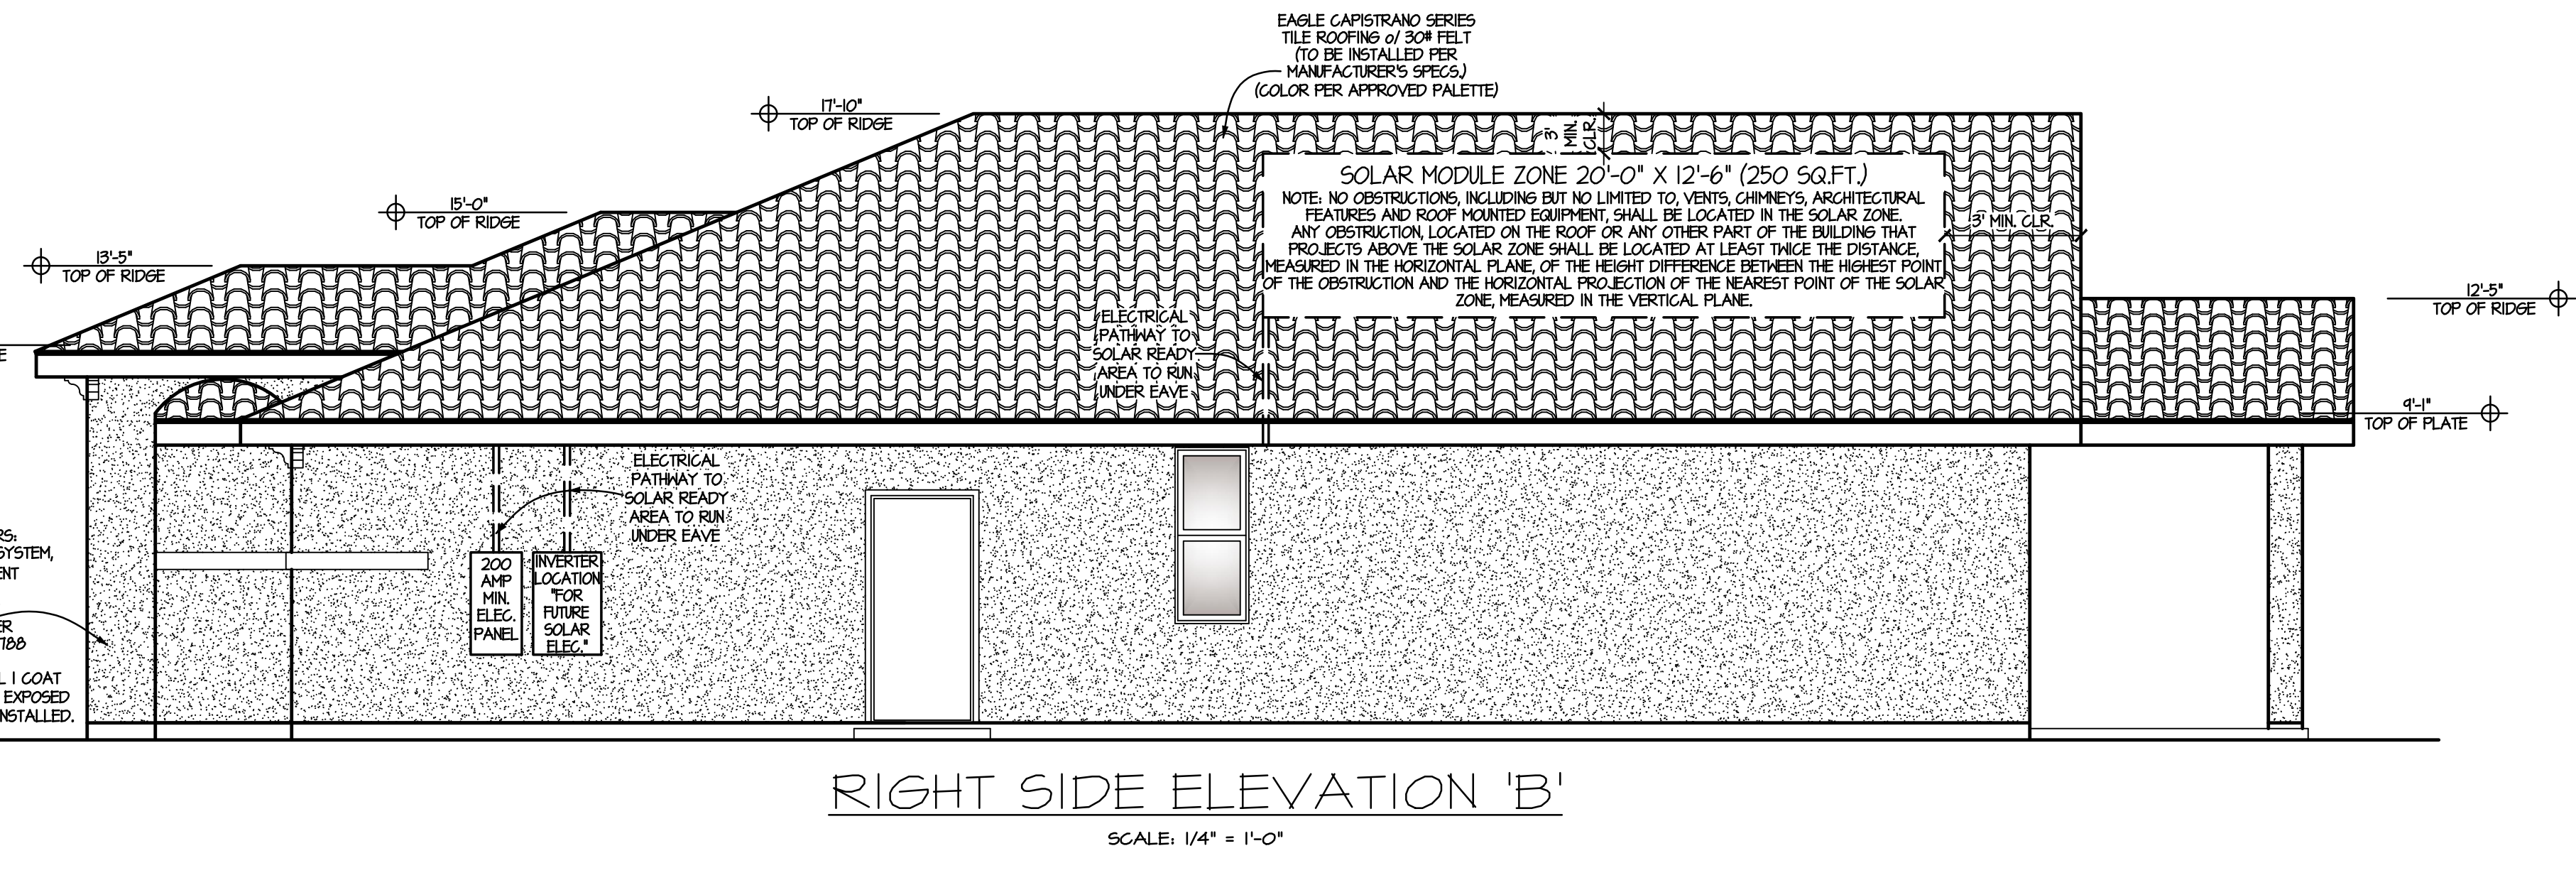 EAGLE CAPISTRANO SERIES
TILE ROOFING o/ 30# FELT
(TO BE INSTALLED PER
MANUFACTURER'S SPECS.)
(COLOR PER APPROVED PALETTE)
17'-10"
TOP OF RIDGE
15'-0"
TOP OF RIDGE
13'-5"
TOP OF RIDGE
3'
MIN.
CLR.
SOLAR MODULE ZONE 20'-0" X 12'-6" (250 SQ.FT.)
NOTE: NO OBSTRUCTIONS, INCLUDING BUT NO LIMITED TO, VENTS, CHIMNEYS, ARCHITECTURAL
FEATURES AND ROOF MOUNTED EQUIPMENT, SHALL BE LOCATED IN THE SOLAR ZONE.
ANY OBSTRUCTION, LOCATED ON THE ROOF OR ANY OTHER PART OF THE BUILDING THAT
PROJECTS ABOVE THE SOLAR ZONE SHALL BE LOCATED AT LEAST TWICE THE DISTANCE,
MEASURED IN THE HORIZONTAL PLANE, OF THE HEIGHT DIFFERENCE BETWEEN THE HIGHEST POINT
OF THE OBSTRUCTION AND THE HORIZONTAL PROJECTION OF THE NEAREST POINT OF THE SOLAR
ZONE, MEASURED IN THE VERTICAL PLANE.
3' MIN. CLR.
12'-5"
TOP OF RIDGE
ELECTRICAL
PATHWAY TO
SOLAR READY
AREA TO RUN
UNDER EAVE
9'-1"
TOP OF PLATE
ELECTRICAL
PATHWAY TO
SOLAR READY
AREA TO RUN
UNDER EAVE
200
AMP
MIN.
ELEC.
PANEL
INVERTER
LOCATION
"FOR
FUTURE
SOLAR
ELEC."
RS:
SYSTEM,
ENT
ER
788
L 1 COAT
EXPOSED
INSTALLED.
RIGHT SIDE ELEVATION 'B'
SCALE: 1/4" = 1'-0"